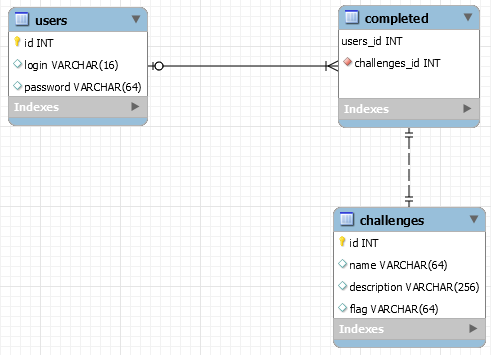 users
id INT
login VARCHAR(16)
password VARCHAR(64)
Indexes
completed
users_id INT
challenges_id INT
Indexes
challenges
id INT
name VARCHAR(64)
description VARCHAR(256)
flag VARCHAR(64)
Indexes